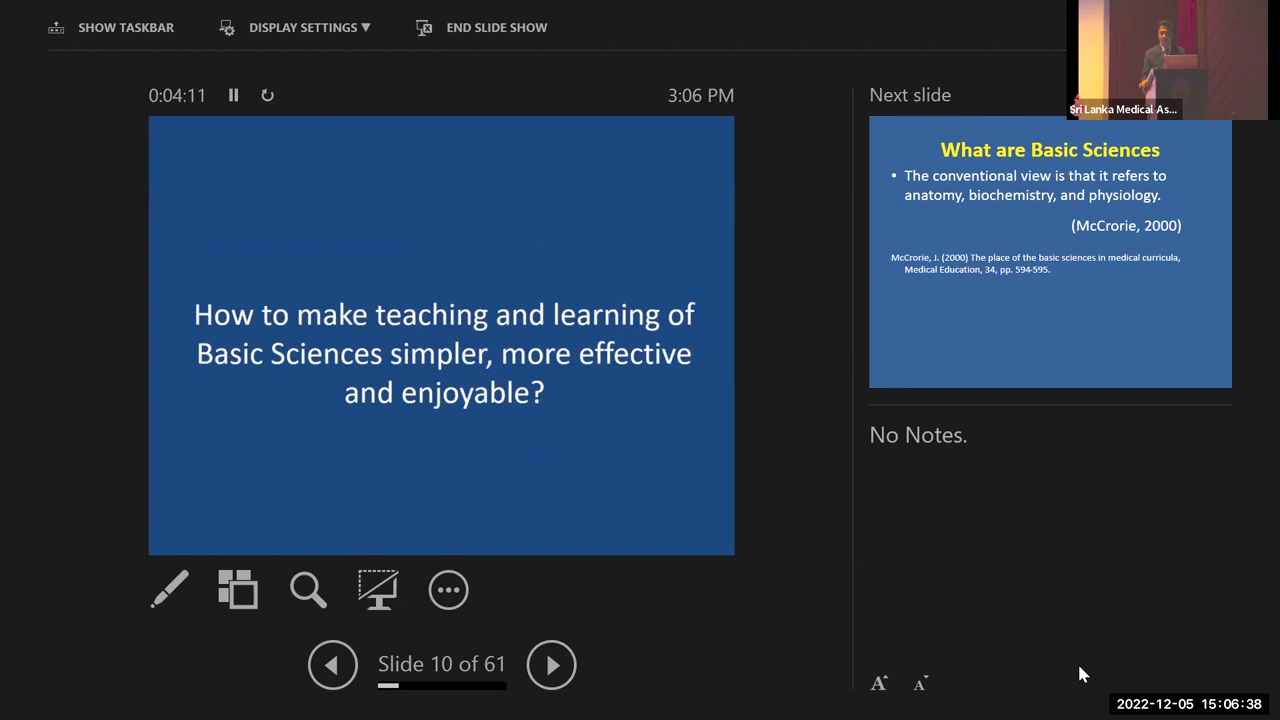 SHOW TASKBAR
DISPLAY SETTINGS ▼
END SLIDE SHOW
0:04:11
3:06 PM
Next slide
Sri Lanka Medical As...
How to make teaching and learning of
Basic Sciences simpler, more effective
and enjoyable?
What are Basic Sciences
• The conventional view is that it refers to
anatomy, biochemistry, and physiology.
(McCrorie, 2000)
McCrorie, J. (2000) The place of the basic sciences in medical curricula,
Medical Education, 34, pp. 594-595.
No Notes.
Slide 10 of 61
A A
2022-12-05 15:06:38